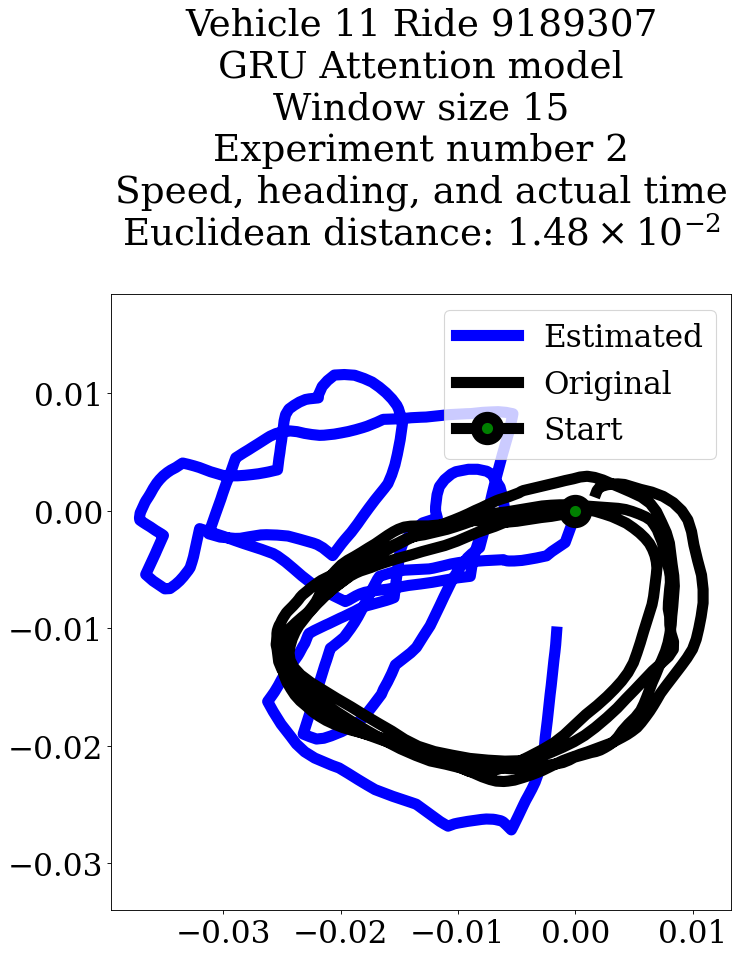 Vehicle 11 Ride 9189307
GRU Attention model
Window size 15
Experiment number 2
Speed, heading, and actual time
Euclidean distance: 1.48 × 10⁻²
Estimated
Original
Start
0.01
0.00
−0.01
−0.02
−0.03
−0.03 −0.02 −0.01 0.00 0.01